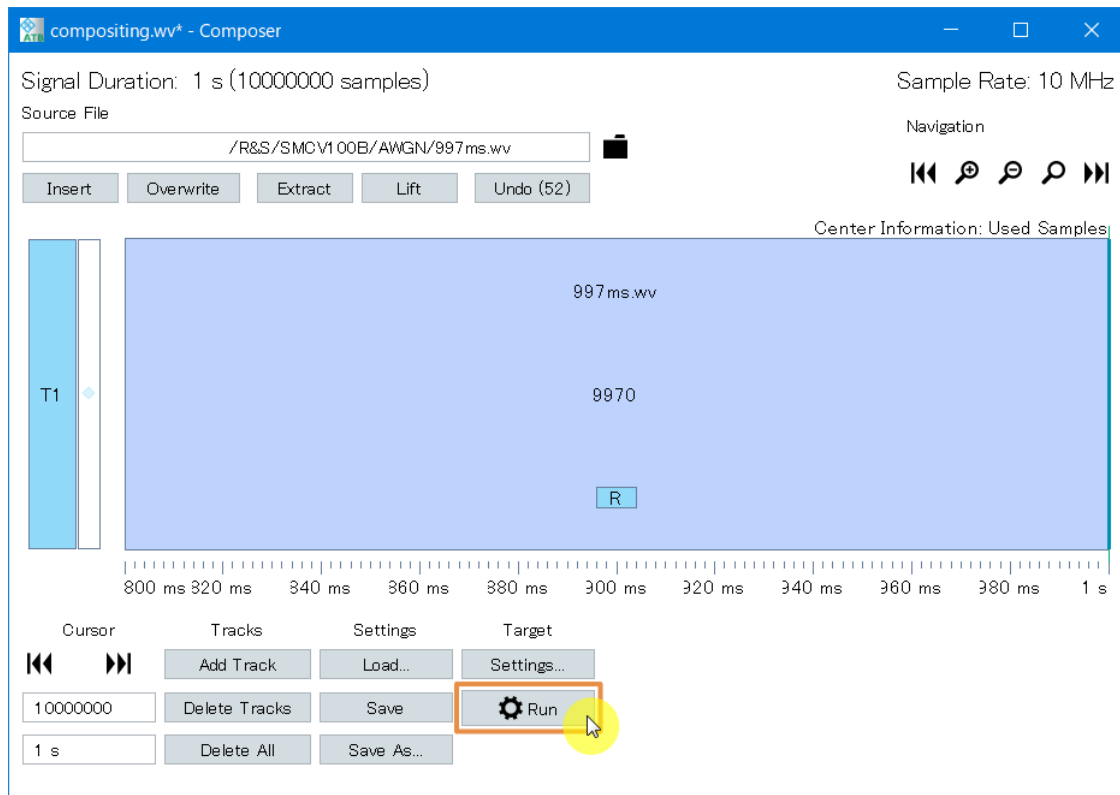 compositing.wv* - Composer
Signal Duration: 1 s (10000000 samples)
Sample Rate: 10 MHz
Source File
Navigation
/R&S/SMCV100B/AWGN/997ms.wv
Insert Overwrite Extract Lift Undo (52)
Center Information: Used Samples
997ms.wv
T1
9970
R
800 ms 820 ms 840 ms 860 ms 880 ms 900 ms 920 ms 940 ms 960 ms 980 ms 1 s
Cursor Tracks Settings Target
Add Track Load... Settings...
10000000 Delete Tracks Save Run
1 s Delete All Save As...